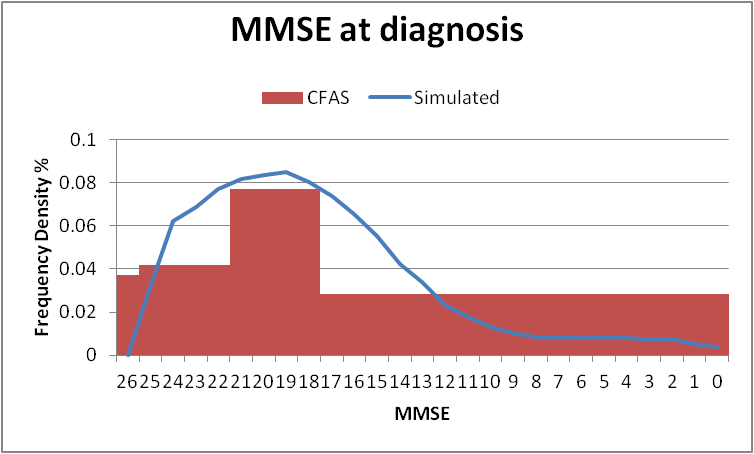 MMSE at diagnosis
CFAS Simulated
Frequency Density %
0.1
0.08
0.06
0.04
0.02
0
26 25 24 23 22 21 20 19 18 17 16 15 14 13 12 11 10 9 8 7 6 5 4 3 2 1 0
MMSE